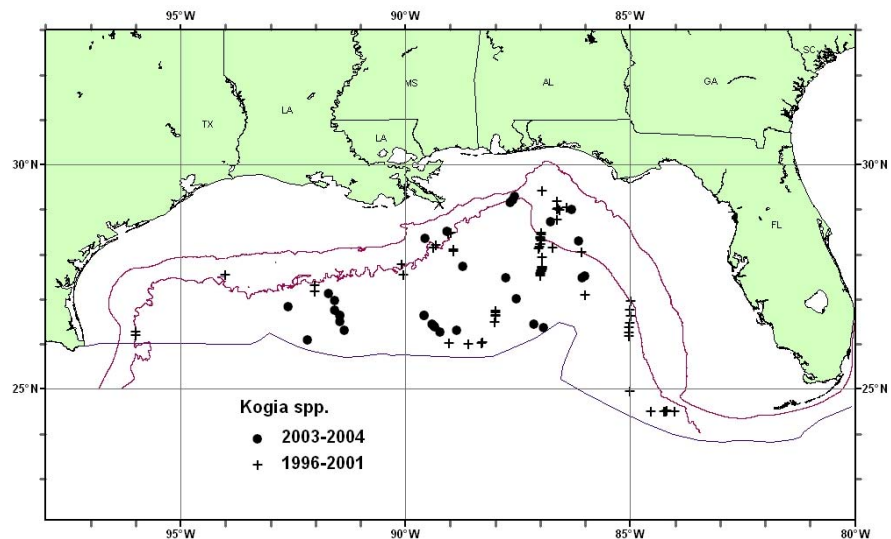 95°W 90°W 85°W
SC
MS AL GA
TX LA
LA
30°N 30°N
FL
25°N 25°N
Kogia spp.
2003-2004
1996-2001
95°W 90°W 85°W 80°W